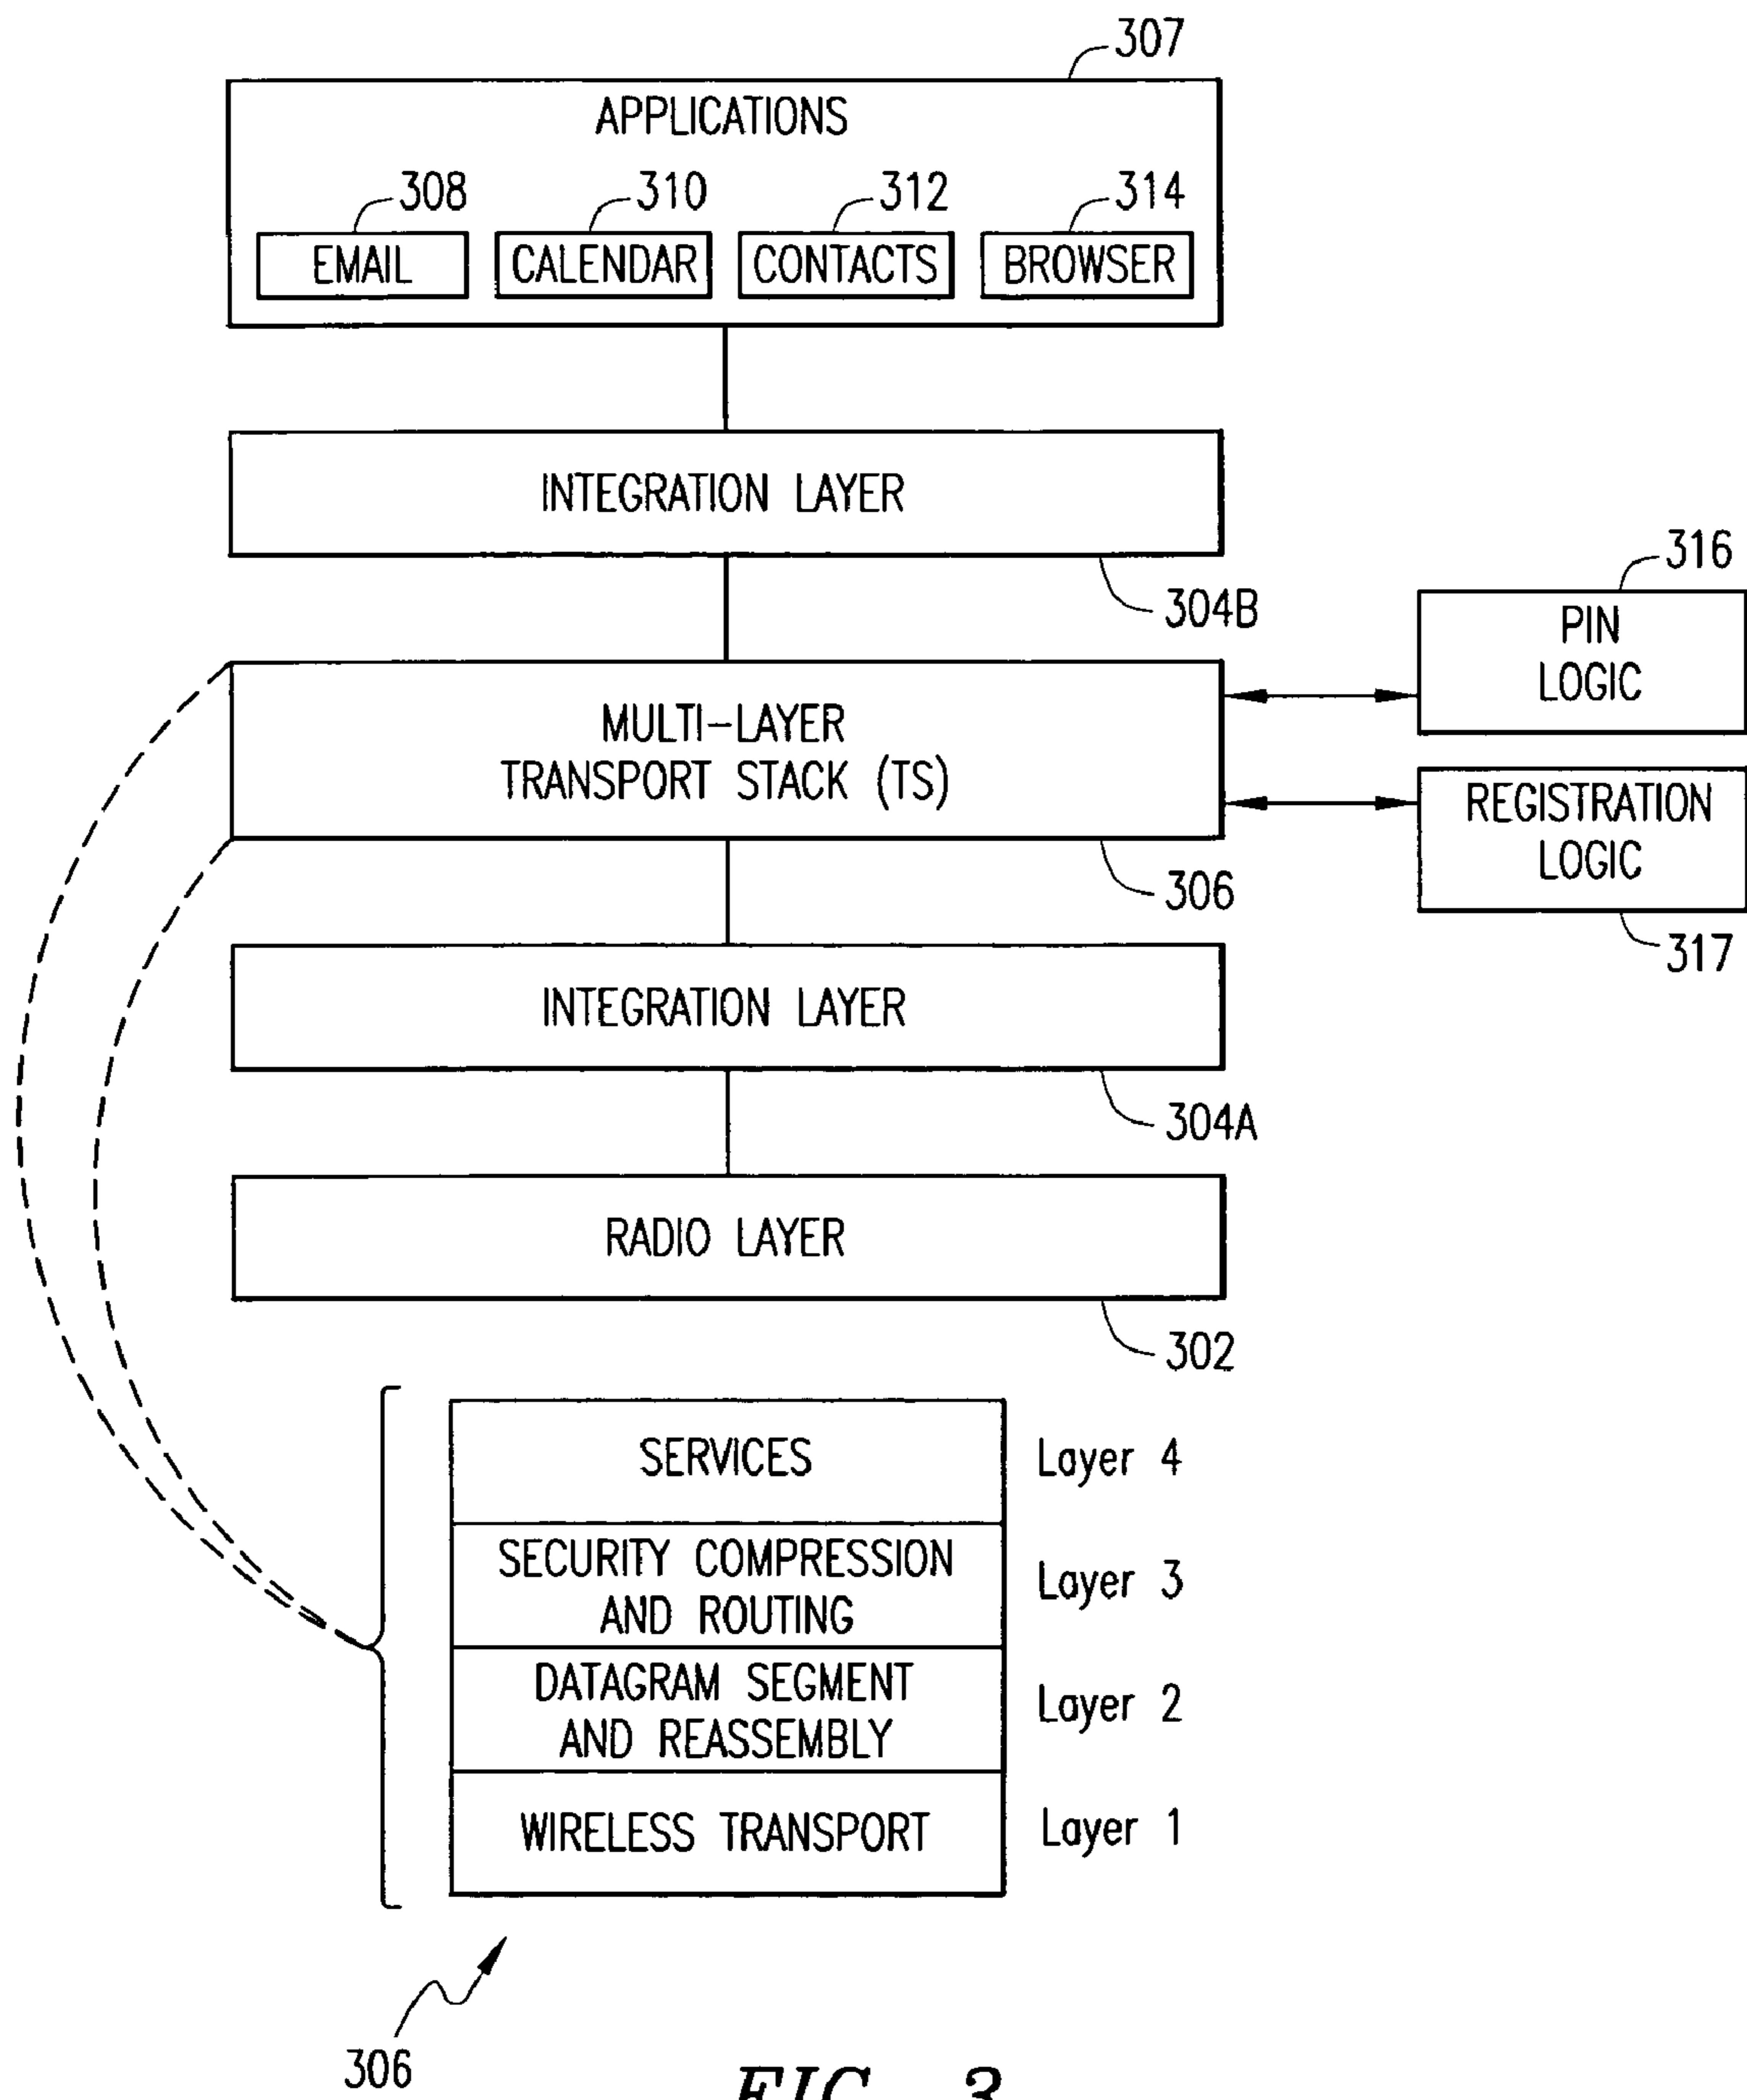 307
APPLICATIONS
308
310
312
314
EMAIL
CALENDAR
CONTACTS
BROWSER
INTEGRATION LAYER
304B
316
PIN
LOGIC
MULTI-LAYER
TRANSPORT STACK (TS)
306
REGISTRATION
LOGIC
317
INTEGRATION LAYER
304A
RADIO LAYER
302
SERVICES
Layer 4
SECURITY COMPRESSION
AND ROUTING
Layer 3
DATAGRAM SEGMENT
AND REASSEMBLY
Layer 2
WIRELESS TRANSPORT
Layer 1
306
FIG. 3